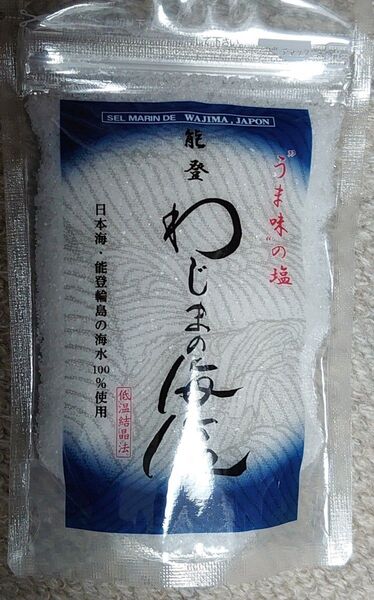 SEL MARIN DE WAJIMA, JAPON
能登
"うま味"の塩
わじまの海塩
日本海・能登輪島の海水100%使用
低温結晶法